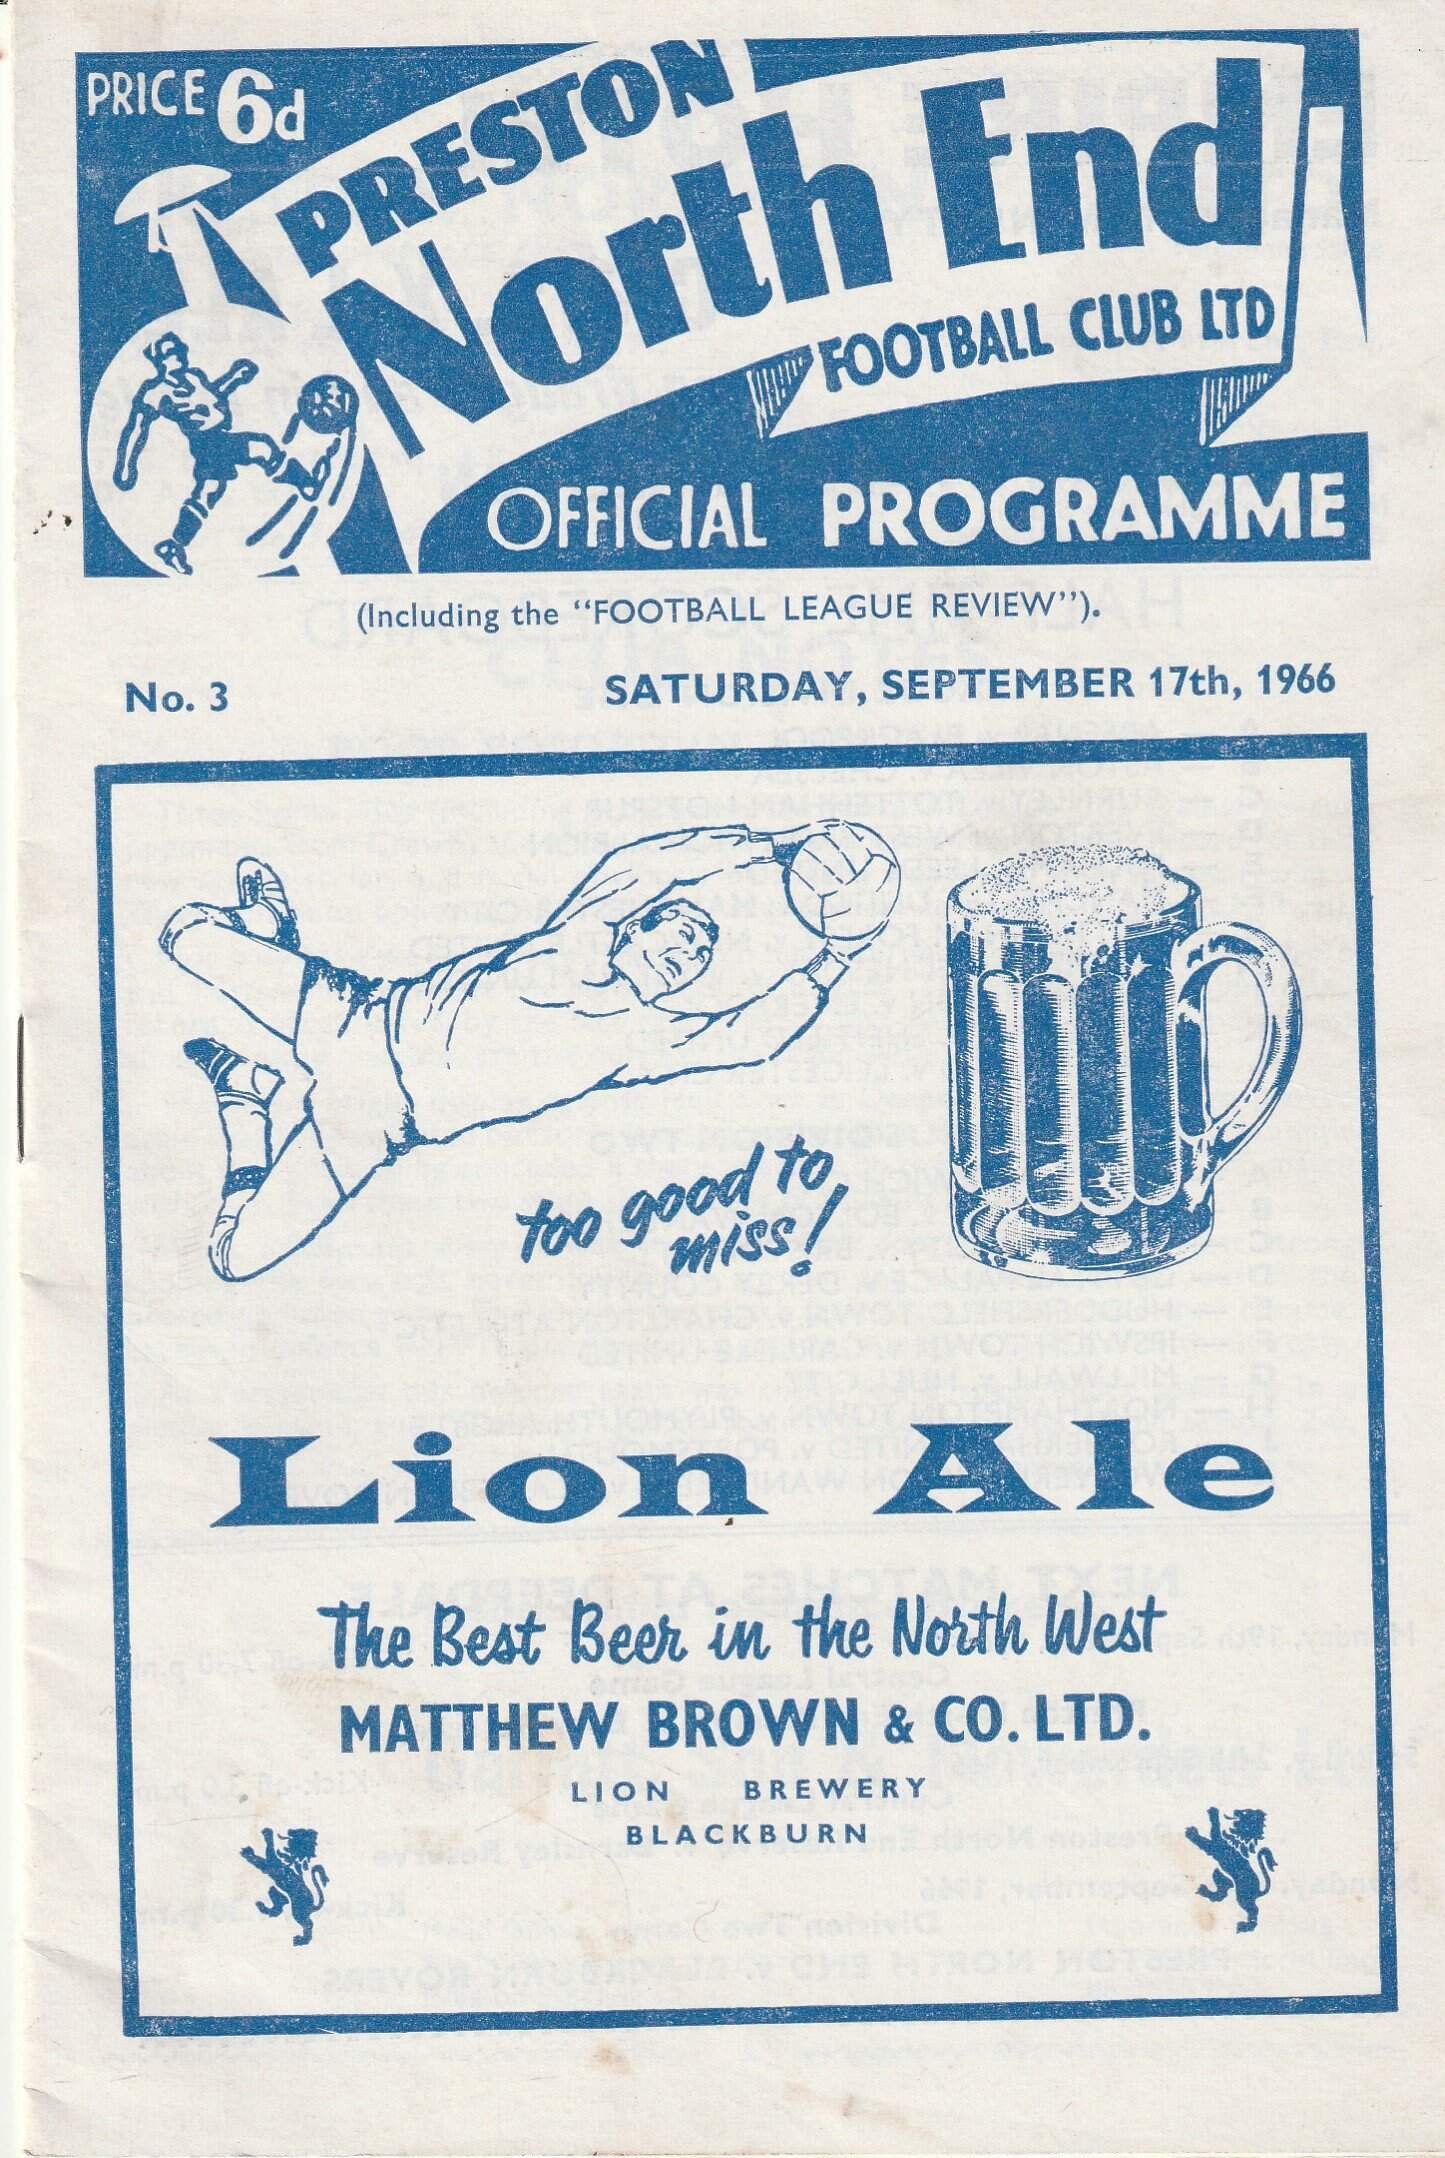 PRICE 6d
PRESTON
North End
FOOTBALL CLUB LTD
OFFICIAL PROGRAMME
(Including the "FOOTBALL LEAGUE REVIEW").
No. 3
SATURDAY, SEPTEMBER 17th, 1966
too good to
miss!
Lion Ale
The Best Beer in the North West
MATTHEW BROWN & CO. LTD.
LION BREWERY
BLACKBURN